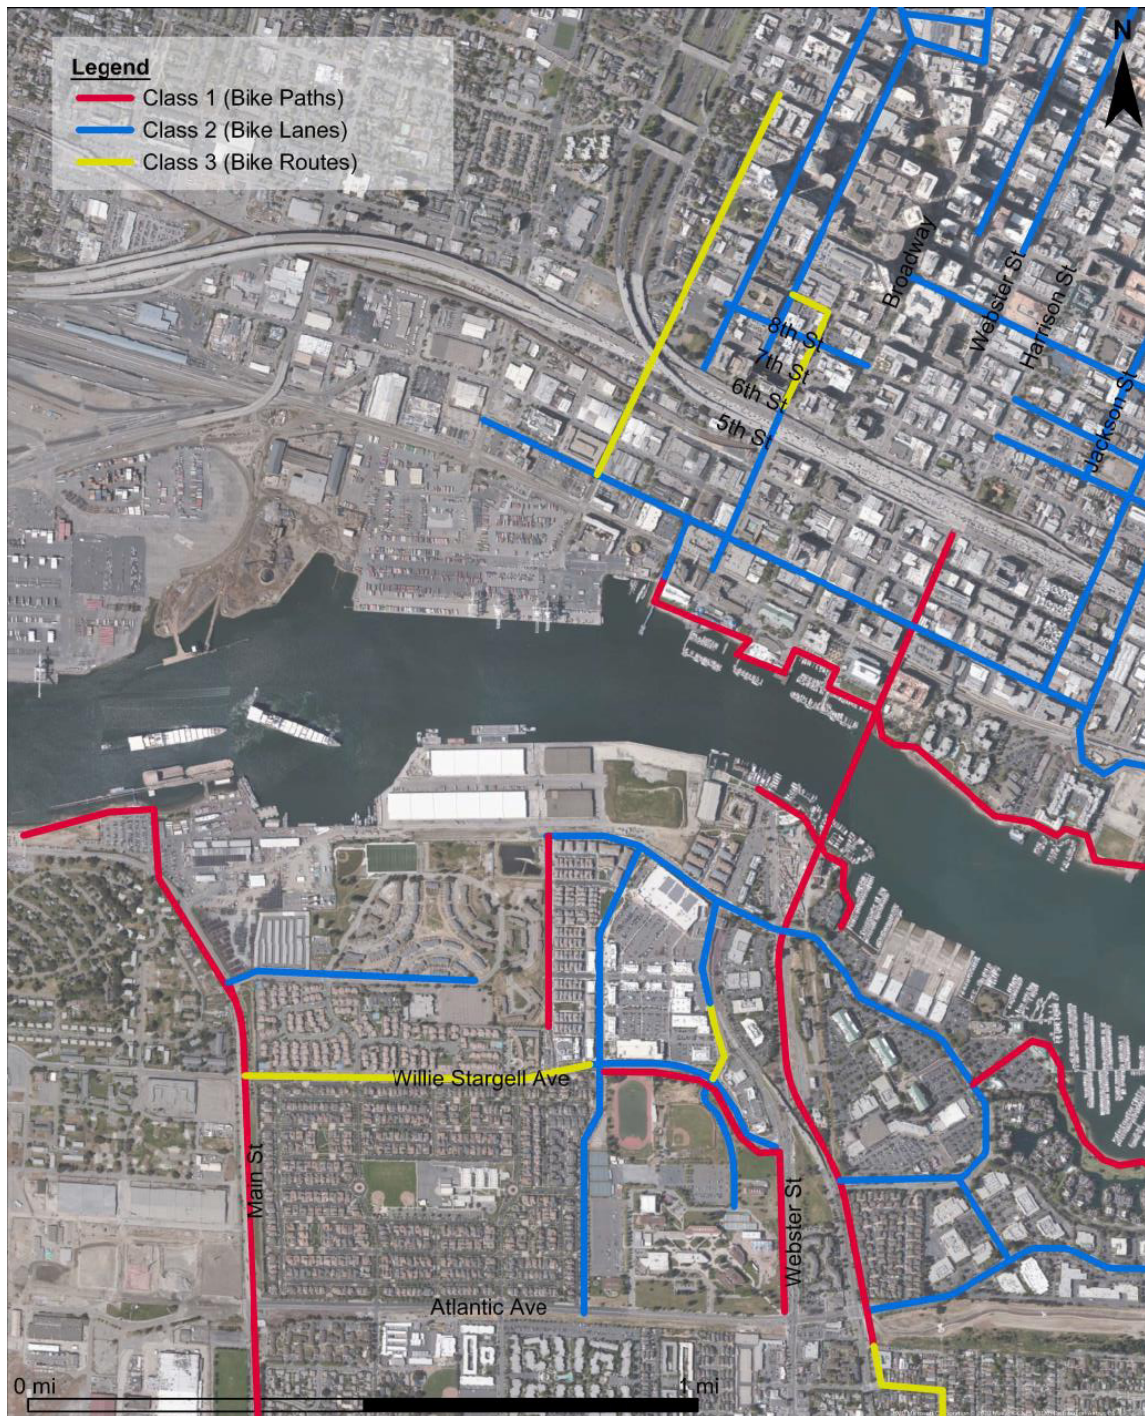 N
Legend
Class 1 (Bike Paths)
Class 2 (Bike Lanes)
Class 3 (Bike Routes)
Broadway
Webster St
Harrison St
Jackson St
8th St
7th St
6th St
5th St
Willie Stargell Ave
Main St
Webster St
Atlantic Ave
0 mi
1 mi